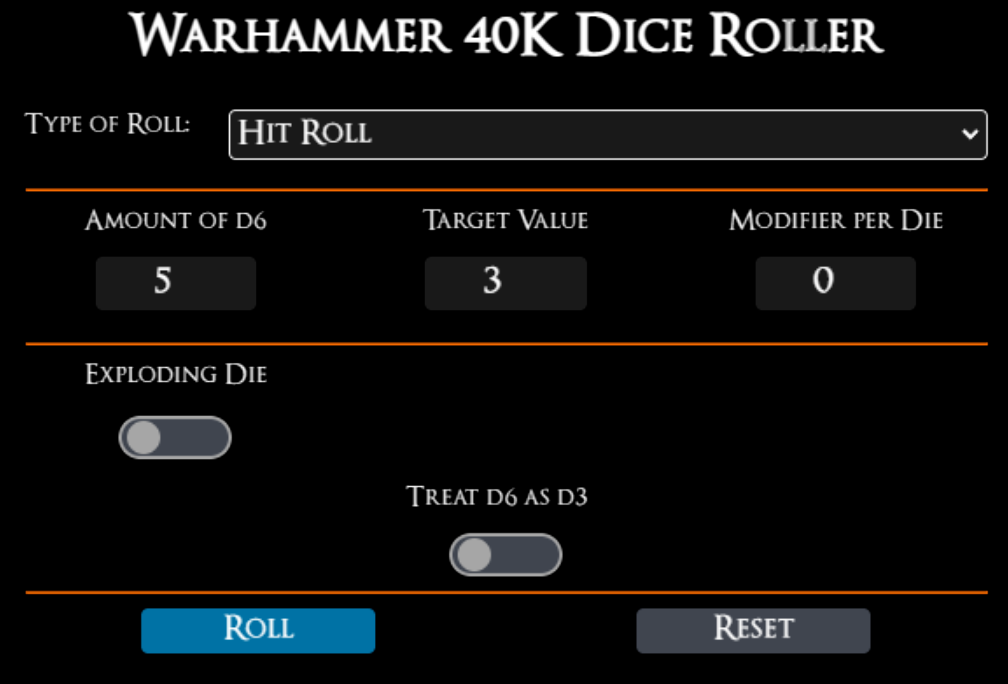 Warhammer 40K Dice Roller
Type of Roll:
Hit Roll
Amount of d6
Target Value
Modifier per Die
5
3
0
Exploding Die
Treat d6 as d3
Roll
Reset